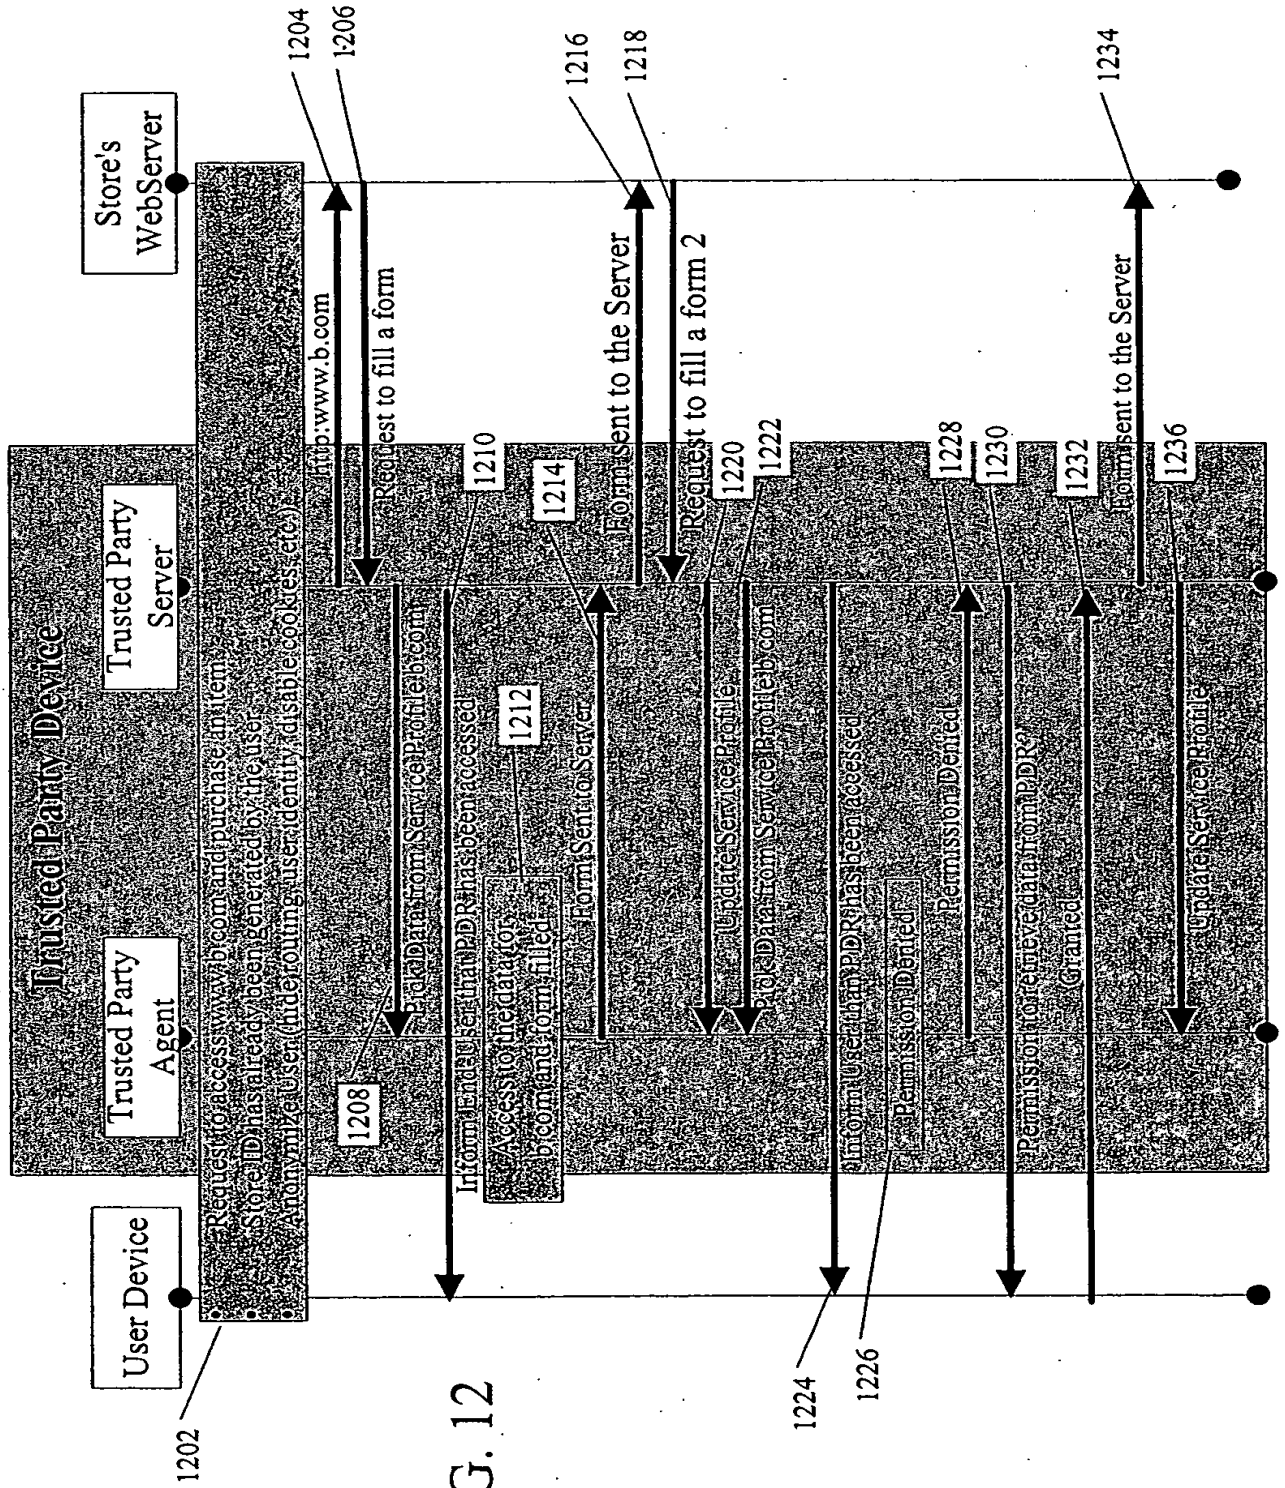 Trusted Party Device
User Device
Trusted Party
Agent
Trusted Party
Server
Store's
WebServer
1202
Request to access www.b.com and purchase an item
Store ID has already been generated by the user
Anonymize User (hide routing, user identity, disable cookies, etc.)
http:www.b.com
1204
Request to fill a form
1206
1208
Pick Data from Service Profile b.com
1210
Inform End User that PDR has been accessed
1212
Access to the data for
b.com and form filled
1214
Form Sent to Server
Form sent to the Server
1216
Request to fill a form 2
1218
1220
Update Service Profile
1222
Pick Data from Service Profile b.com
1224
Inform User than PDR has been accessed
1226
Permission Denied
1228
Permission Denied
1230
Permission to retrieve data from PDR?
1232
Granted
Form sent to the Server
1234
1236
Update Service Profile
G. 12